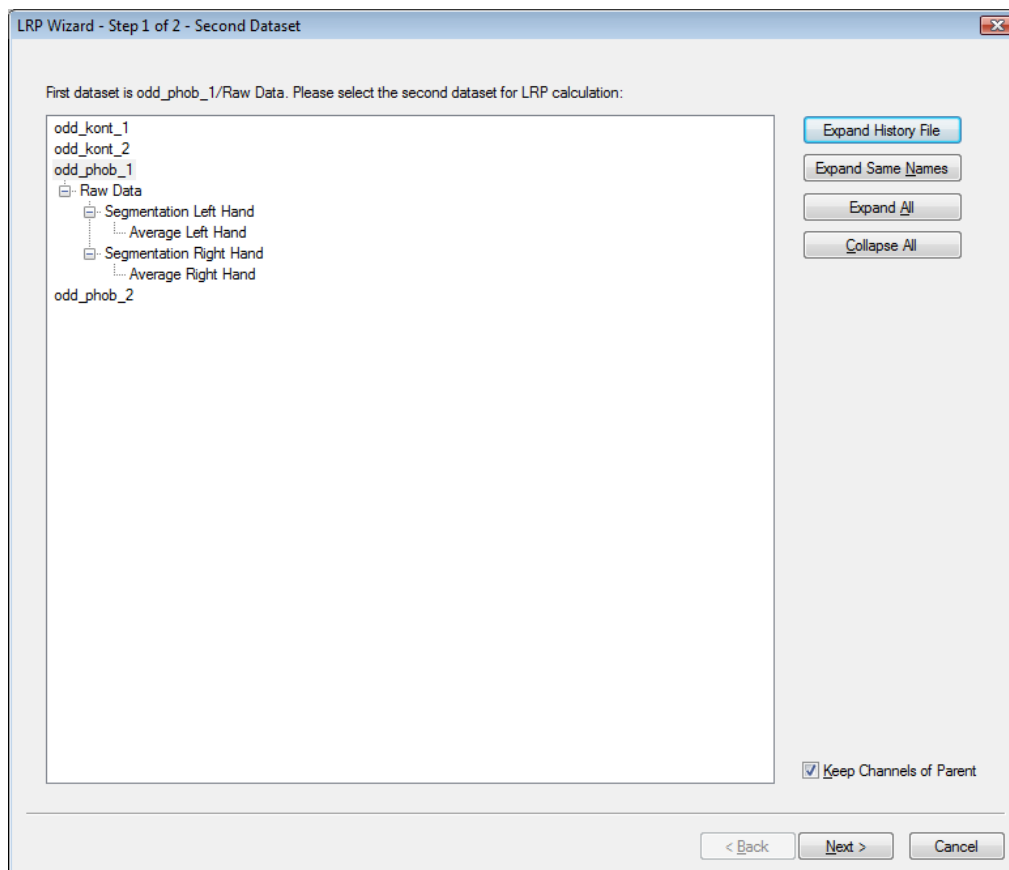 LRP Wizard - Step 1 of 2 - Second Dataset
First dataset is odd_phob_1/Raw Data. Please select the second dataset for LRP calculation:
odd_kont_1
odd_kont_2
odd_phob_1
Raw Data
Segmentation Left Hand
Average Left Hand
Segmentation Right Hand
Average Right Hand
odd_phob_2
Expand History File
Expand Same Names
Expand All
Collapse All
Keep Channels of Parent
< Back
Next >
Cancel